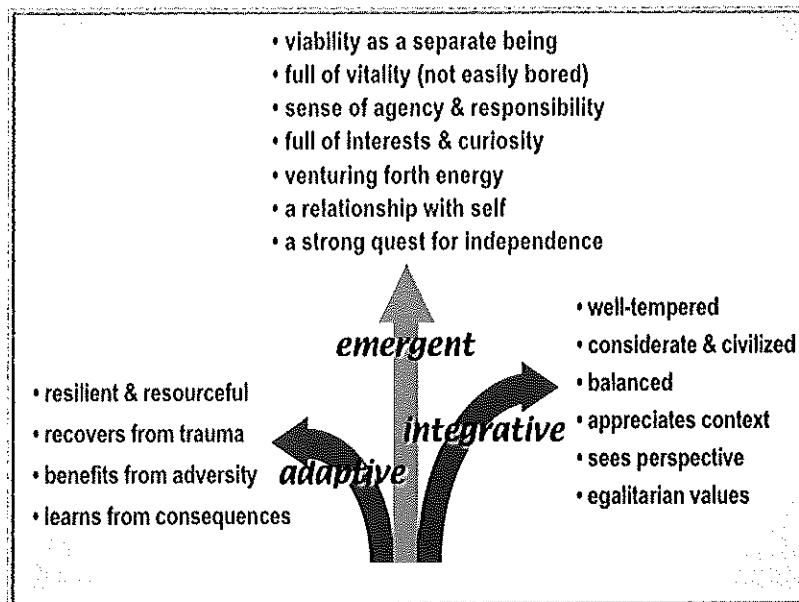 • viability as a separate being
• full of vitality (not easily bored)
• sense of agency & responsibility
• full of interests & curiosity
• venturing forth energy
• a relationship with self
• a strong quest for independence
emergent
• well-tempered
• considerate & civilized
• balanced
• appreciates context
• sees perspective
• egalitarian values
integrative
• resilient & resourceful
• recovers from trauma
• benefits from adversity
• learns from consequences
adaptive